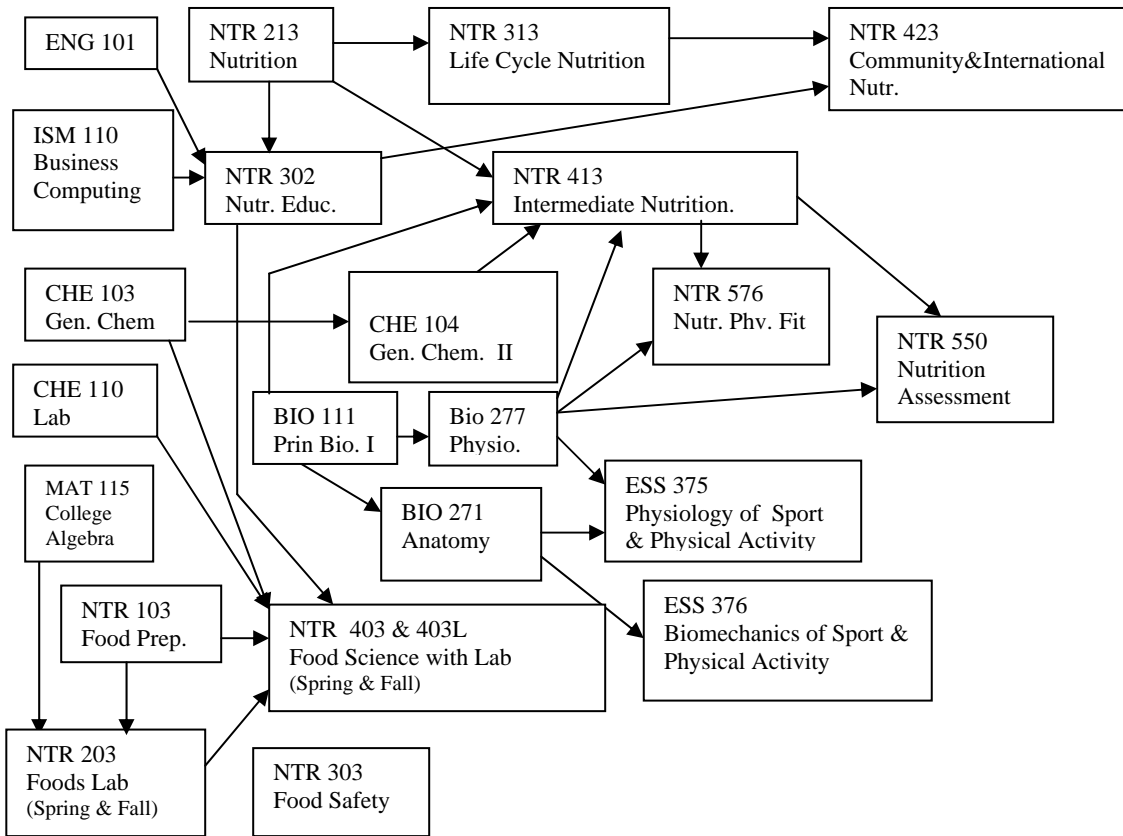 ENG 101
NTR 213
Nutrition
NTR 313
Life Cycle Nutrition
NTR 423
Community&International
Nutr.
ISM 110
Business
Computing
NTR 302
Nutr. Educ.
NTR 413
Intermediate Nutrition.
CHE 103
Gen. Chem
CHE 104
Gen. Chem. II
NTR 576
Nutr. Phv. Fit
NTR 550
Nutrition
Assessment
CHE 110
Lab
BIO 111
Prin Bio. I
Bio 277
Physio.
MAT 115
College
Algebra
BIO 271
Anatomy
ESS 375
Physiology of Sport
& Physical Activity
NTR 103
Food Prep.
NTR 403 & 403L
Food Science with Lab
(Spring & Fall)
ESS 376
Biomechanics of Sport &
Physical Activity
NTR 203
Foods Lab
(Spring & Fall)
NTR 303
Food Safety